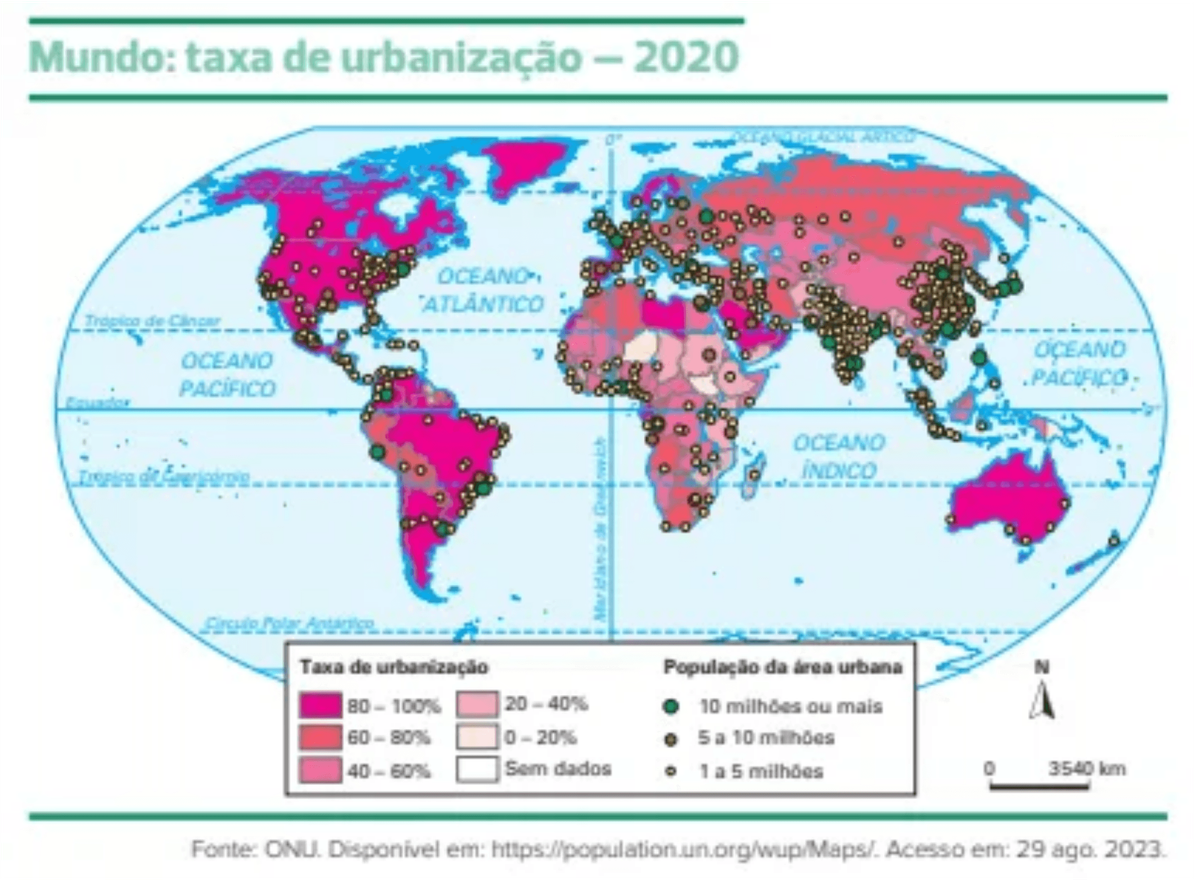 Mundo: taxa de urbanização — 2020
OCEANO GLACIAL ÁRTICO
0°
OCEANO
ATLÂNTICO
Trópico de Câncer
OCEANO
PACÍFICO
OCEANO
PACÍFICO
Equador
0°
OCEANO
ÍNDICO
Trópico de Capricórnio
Meridiano de Greenwich
Círculo Polar Antártico
Taxa de urbanização
80 – 100%
60 – 80%
40 – 60%
20 – 40%
0 – 20%
Sem dados
População da área urbana
10 milhões ou mais
5 a 10 milhões
1 a 5 milhões
N
0 3540 km
Fonte: ONU. Disponível em: https://population.un.org/wup/Maps/. Acesso em: 29 ago. 2023.